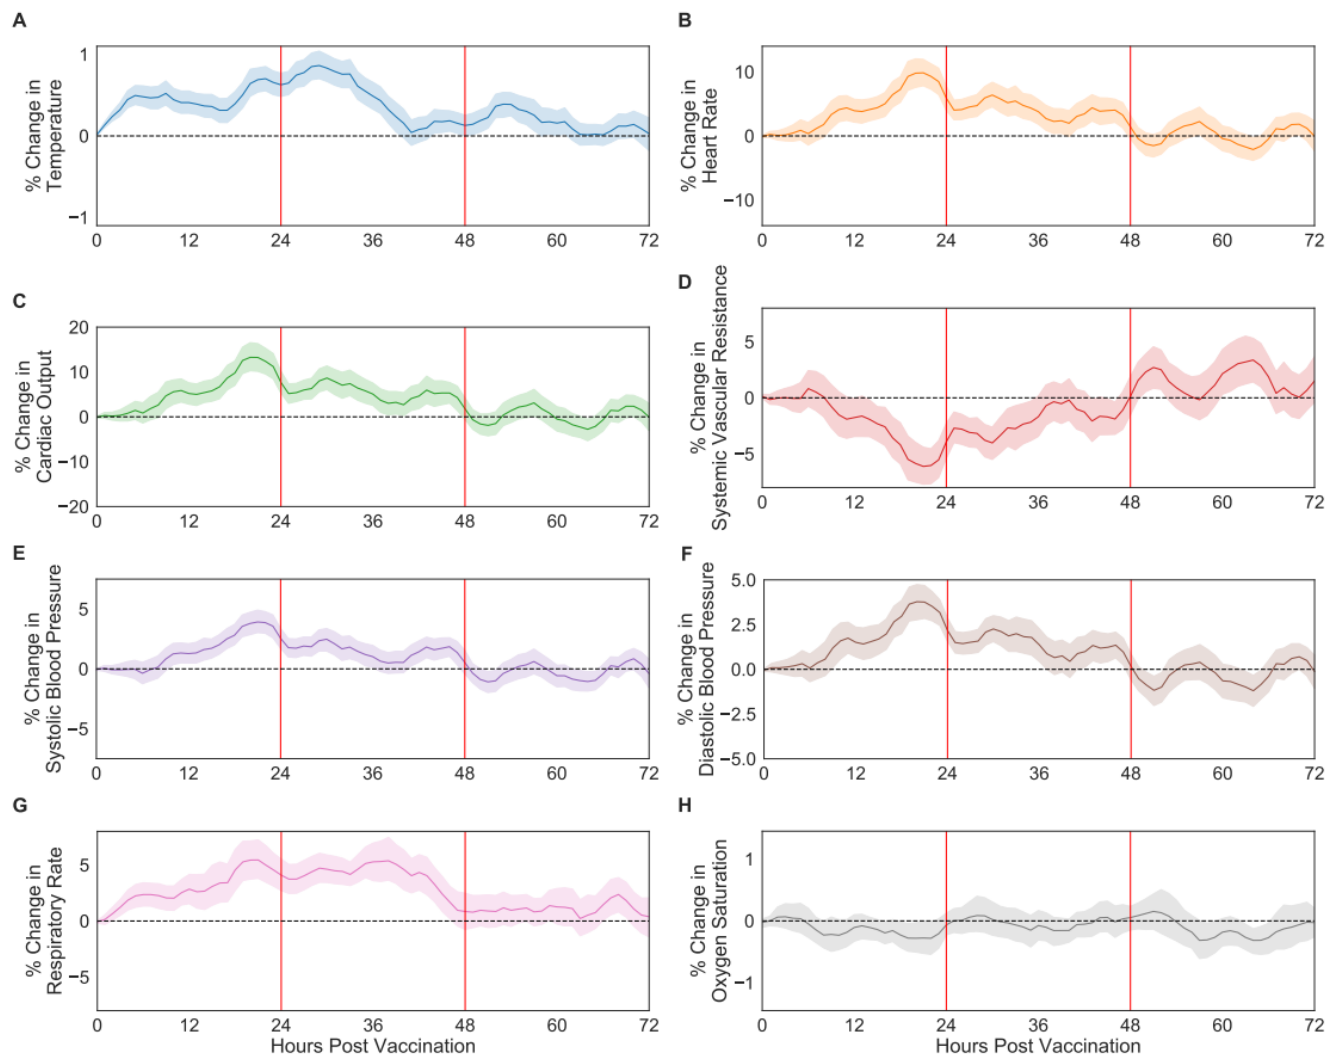 A
% Change in
Temperature
1
0
−1
0 12 24 36 48 60 72
B
% Change in
Heart Rate
10
0
−10
0 12 24 36 48 60 72
C
% Change in
Cardiac Output
20
10
0
−10
−20
0 12 24 36 48 60 72
D
% Change in
Systemic Vascular Resistance
5
0
−5
0 12 24 36 48 60 72
E
% Change in
Systolic Blood Pressure
5
0
−5
0 12 24 36 48 60 72
F
% Change in
Diastolic Blood Pressure
5.0
2.5
0.0
−2.5
−5.0
0 12 24 36 48 60 72
G
% Change in
Respiratory Rate
5
0
−5
0 12 24 36 48 60 72
Hours Post Vaccination
H
% Change in
Oxygen Saturation
1
0
−1
0 12 24 36 48 60 72
Hours Post Vaccination